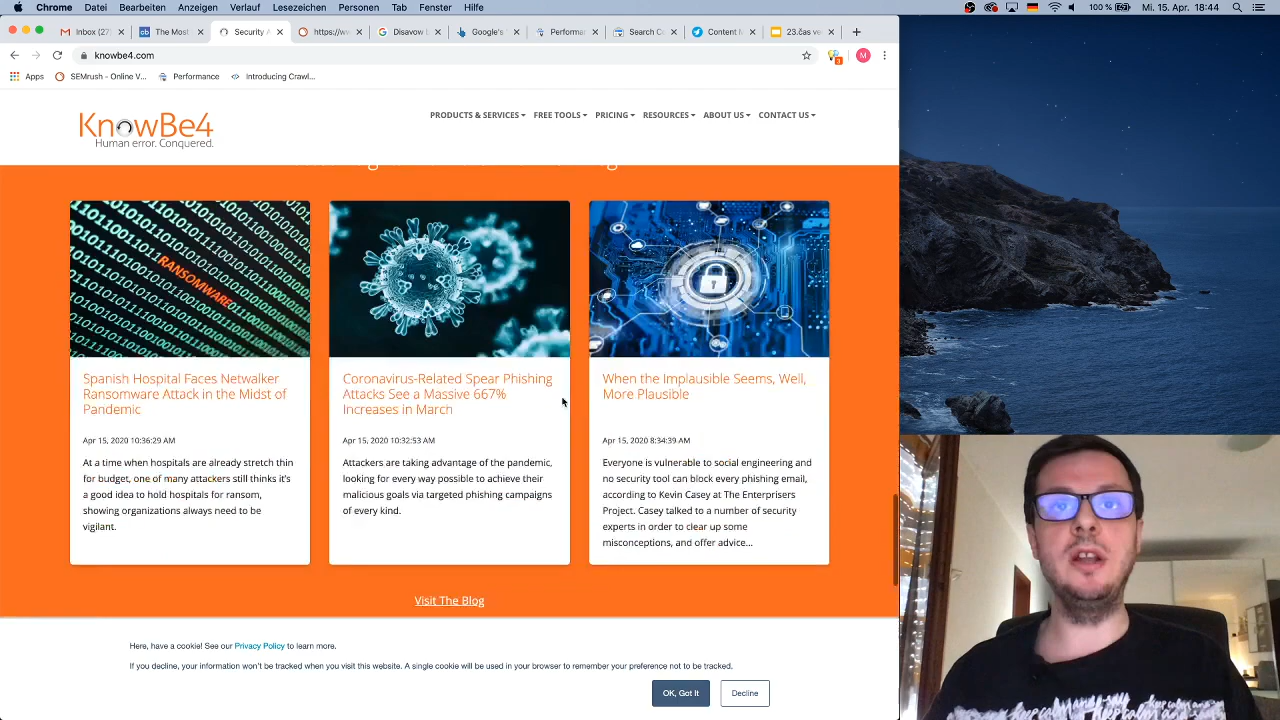 Chrome Datei Bearbeiten Anzeigen Verlauf Lesezeichen Personen Tab Fenster Hilfe 100 % Mi. 15. Apr. 18:44
Inbox (27 The Most Security A https://ww Disavow L Google's Performan Search Co Content M 23.čas ve
knowbe4.com M
Apps SEMrush - Online V... Performance Introducing Crawl...
KnowBe4
Human error. Conquered.
PRODUCTS & SERVICES FREE TOOLS PRICING RESOURCES ABOUT US CONTACT US
RANSOMWARE
Spanish Hospital Faces Netwalker
Ransomware Attack in the Midst of
Pandemic
Apr 15, 2020 10:36:29 AM
At a time when hospitals are already stretch thin
for budget, one of many attackers still thinks it's
a good idea to hold hospitals for ransom,
showing organizations always need to be
vigilant.
Coronavirus-Related Spear Phishing
Attacks See a Massive 667%
Increases in March
Apr 15, 2020 10:32:53 AM
Attackers are taking advantage of the pandemic,
looking for every way possible to achieve their
malicious goals via targeted phishing campaigns
of every kind.
When the Implausible Seems, Well,
More Plausible
Apr 15, 2020 8:34:39 AM
Everyone is vulnerable to social engineering and
no security tool can block every phishing email,
according to Kevin Casey at The Enterprisers
Project. Casey talked to a number of security
experts in order to clear up some
misconceptions, and offer advice...
Visit The Blog
Here, have a cookie! See our Privacy Policy to learn more.
If you decline, your information won't be tracked when you visit this website. A single cookie will be used in your browser to remember your preference not to be tracked.
OK, Got It Decline